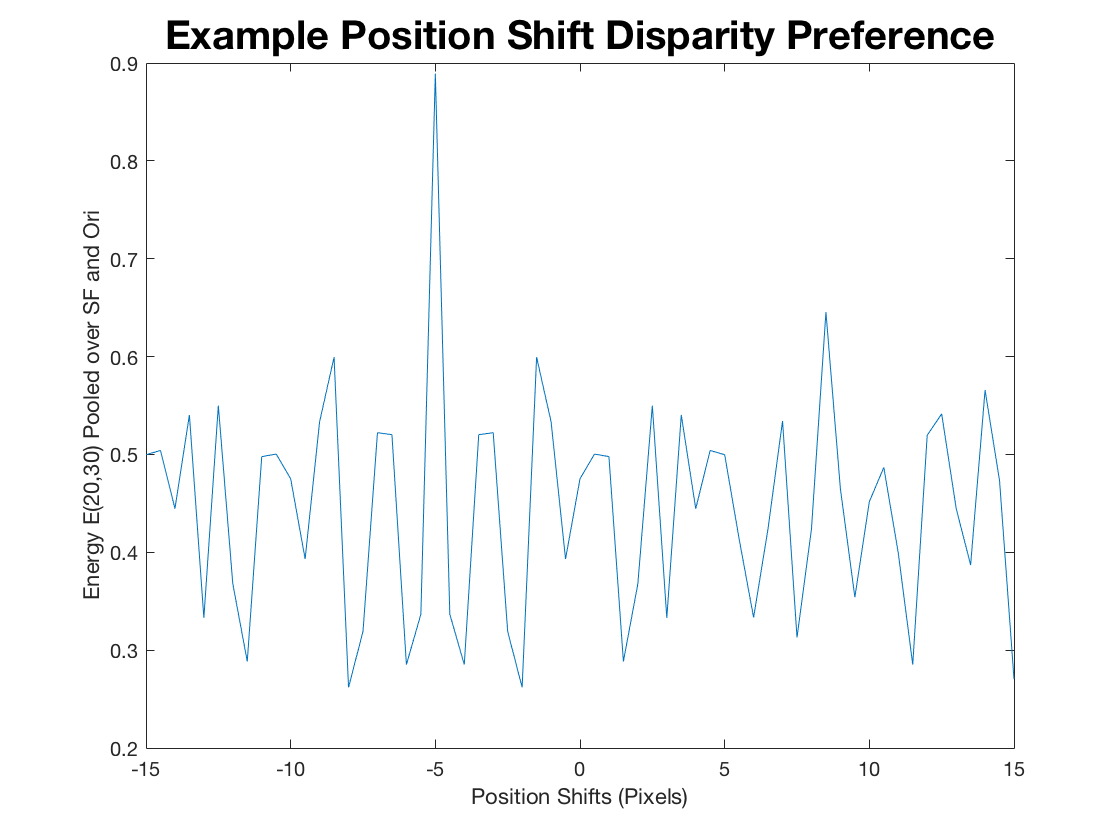 Example Position Shift Disparity Preference
Energy E(20,30) Pooled over SF and Ori
0.9
0.8
0.7
0.6
0.5
0.4
0.3
0.2
-15 -10 -5 0 5 10 15
Position Shifts (Pixels)